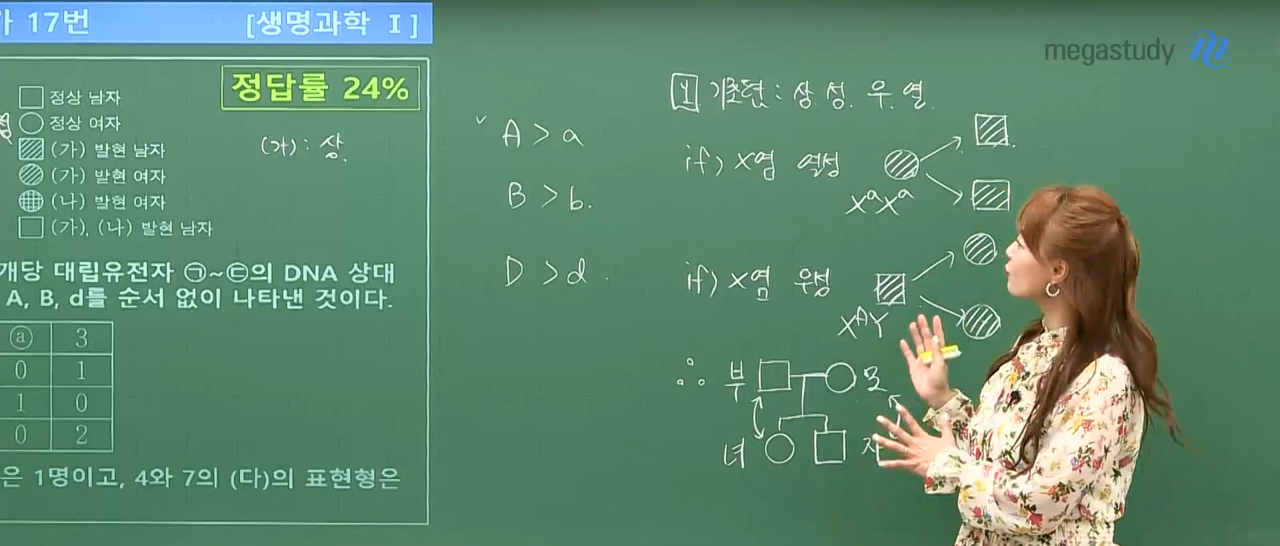 가 17번 [생명과학 Ⅰ]
정답률 24%
정상 남자
정상 여자
(가) 발현 남자
(가) 발현 여자
(나) 발현 여자
(가), (나) 발현 남자
(가) : 상
개당 대립유전자 ㉠~㉢의 DNA 상대
A, B, d를 순서 없이 나타낸 것이다.
ⓐ 3
0 1
1 0
0 2
은 1명이고, 4와 7의 (다)의 표현형은
A > a
B > b.
D > d.
megastudy
상, 성, 우, 열
if) X염 열성
XᵃXᵃ
if) X염 우성
XᴬY
∴ 부 모
녀 자